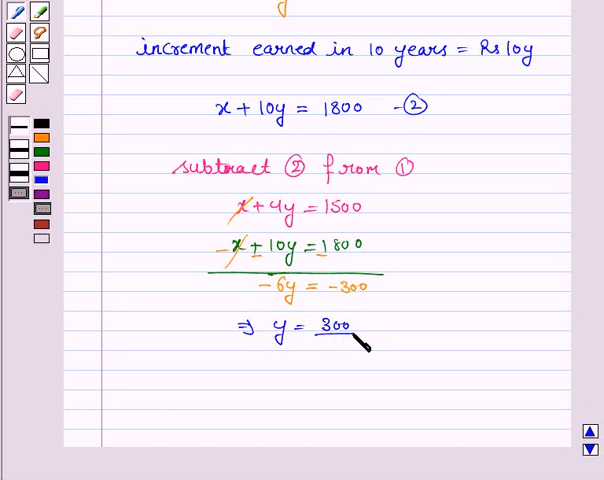 y
increment earned in 10 years = Rs 10y
x + 10y = 1800 - ②
subtract ② from ①
x + 4y = 1500
- x + 10y = 1800
- 6y = - 300
⇒ y = 300